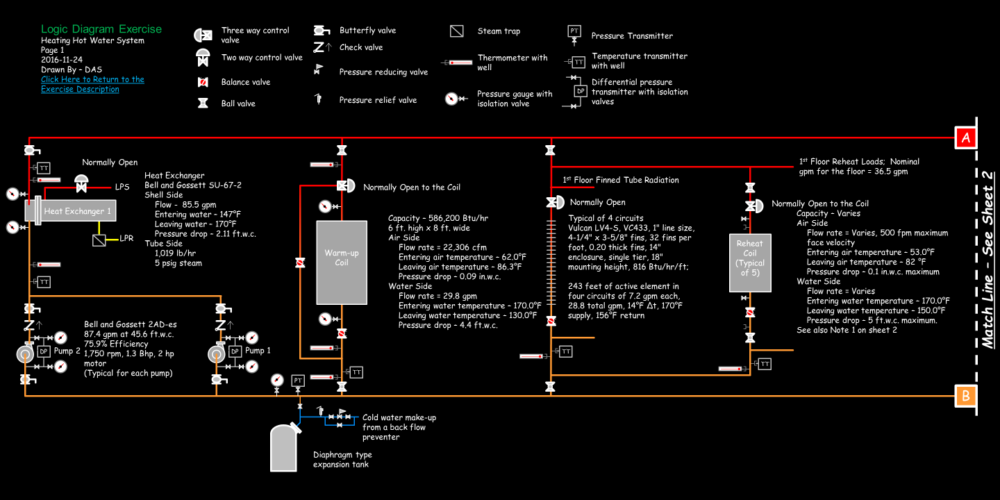 Logic Diagram Exercise
Heating Hot Water System
Page 1
2016-11-24
Drawn By – DAS
Click Here to Return to the
Exercise Description
Three way control
valve
Two way control valve
Balance valve
Ball valve
Butterfly valve
Check valve
Pressure reducing valve
Pressure relief valve
Steam trap
Thermometer with
well
Pressure gauge with
isolation valve
PT
Pressure Transmitter
TT
Temperature transmitter
with well
DP
Differential pressure
transmitter with isolation
valves
A
Match Line – See Sheet 2
B
TT
Normally Open
LPS
Heat Exchanger 1
LPR
TT
Heat Exchanger
Bell and Gossett SU-67-2
Shell Side
Flow – 85.5 gpm
Entering water – 147°F
Leaving water – 170°F
Pressure drop – 2.11 ft.w.c.
Tube Side
1,019 lb/hr
5 psig steam
DP
Pump 2
Bell and Gossett 2AD-es
87.4 gpm at 45.6 ft.w.c.
75.9% Efficiency
1,750 rpm, 1.3 Bhp, 2 hp
motor
(Typical for each pump)
DP
Pump 1
PT
Cold water make-up
from a back flow
preventer
Diaphragm type
expansion tank
Normally Open to the Coil
Warm-up
Coil
TT
Capacity – 586,200 Btu/hr
6 ft. high x 8 ft. wide
Air Side
Flow rate = 22,306 cfm
Entering air temperature – 62.0°F
Leaving air temperature – 86.3°F
Pressure drop – 0.09 in.w.c.
Water Side
Flow rate = 29.8 gpm
Entering water temperature – 170.0°F
Leaving water temperature – 130.0°F
Pressure drop – 4.4 ft.w.c.
1st Floor Finned Tube Radiation
Normally Open
Typical of 4 circuits
Vulcan LV4-S, VC433, 1" line size,
4-1/4" x 3-5/8" fins, 32 fins per
foot, 0.20 thick fins, 14"
enclosure, single tier, 18"
mounting height, 816 Btu/hr/ft;
243 feet of active element in
four circuits of 7.2 gpm each,
28.8 total gpm, 14°F Δt, 170°F
supply, 156°F return
TT
1st Floor Reheat Loads; Nominal
gpm for the floor = 36.5 gpm
Normally Open to the Coil
Reheat
Coil
(Typical
of 5)
TT
Capacity – Varies
Air Side
Flow rate = Varies, 500 fpm maximum
face velocity
Entering air temperature – 53.0°F
Leaving air temperature – 82 °F
Pressure drop – 0.1 in.w.c. maximum
Water Side
Flow rate = Varies
Entering water temperature – 170.0°F
Leaving water temperature – 150.0°F
Pressure drop – 5 ft.w.c. maximum.
See also Note 1 on sheet 2